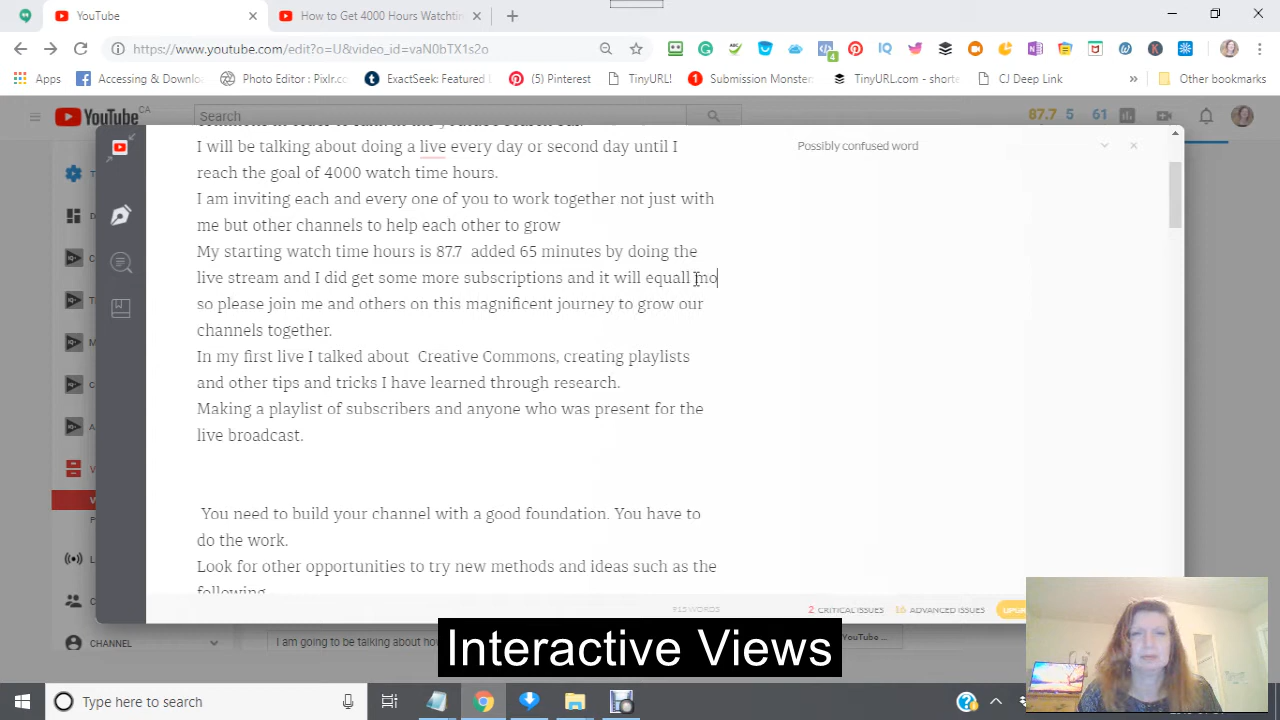 YouTube
How to Get 4000 Hours Watchtin
https://www.youtube.com/edit?o=U&video_id=vaN0bTX1s2o
4
Apps
Accessing & Downlo
Photo Editor : Pixlr.co
ExactSeek: Featured L
(5) Pinterest
TinyURL!
Submission Monster
TinyURL.com - shorte
CJ Deep Link
Other bookmarks
YouTube CA
Search
87.7 5 61
I will be talking about doing a live every day or second day until I
reach the goal of 4000 watch time hours.
I am inviting each and every one of you to work together not just with
me but other channels to help each other to grow
My starting watch time hours is 87.7 added 65 minutes by doing the
live stream and I did get some more subscriptions and it will equall mo
so please join me and others on this magnificent journey to grow our
channels together.
In my first live I talked about Creative Commons, creating playlists
and other tips and tricks I have learned through research.
Making a playlist of subscribers and anyone who was present for the
live broadcast.
You need to build your channel with a good foundation. You have to
do the work.
Look for other opportunities to try new methods and ideas such as the
following
Possibly confused word
WORDS
2 CRITICAL ISSUES
16 ADVANCED ISSUES
CHANNEL
I am going to be talking about ho
YouTube ...
Interactive Views
Type here to search